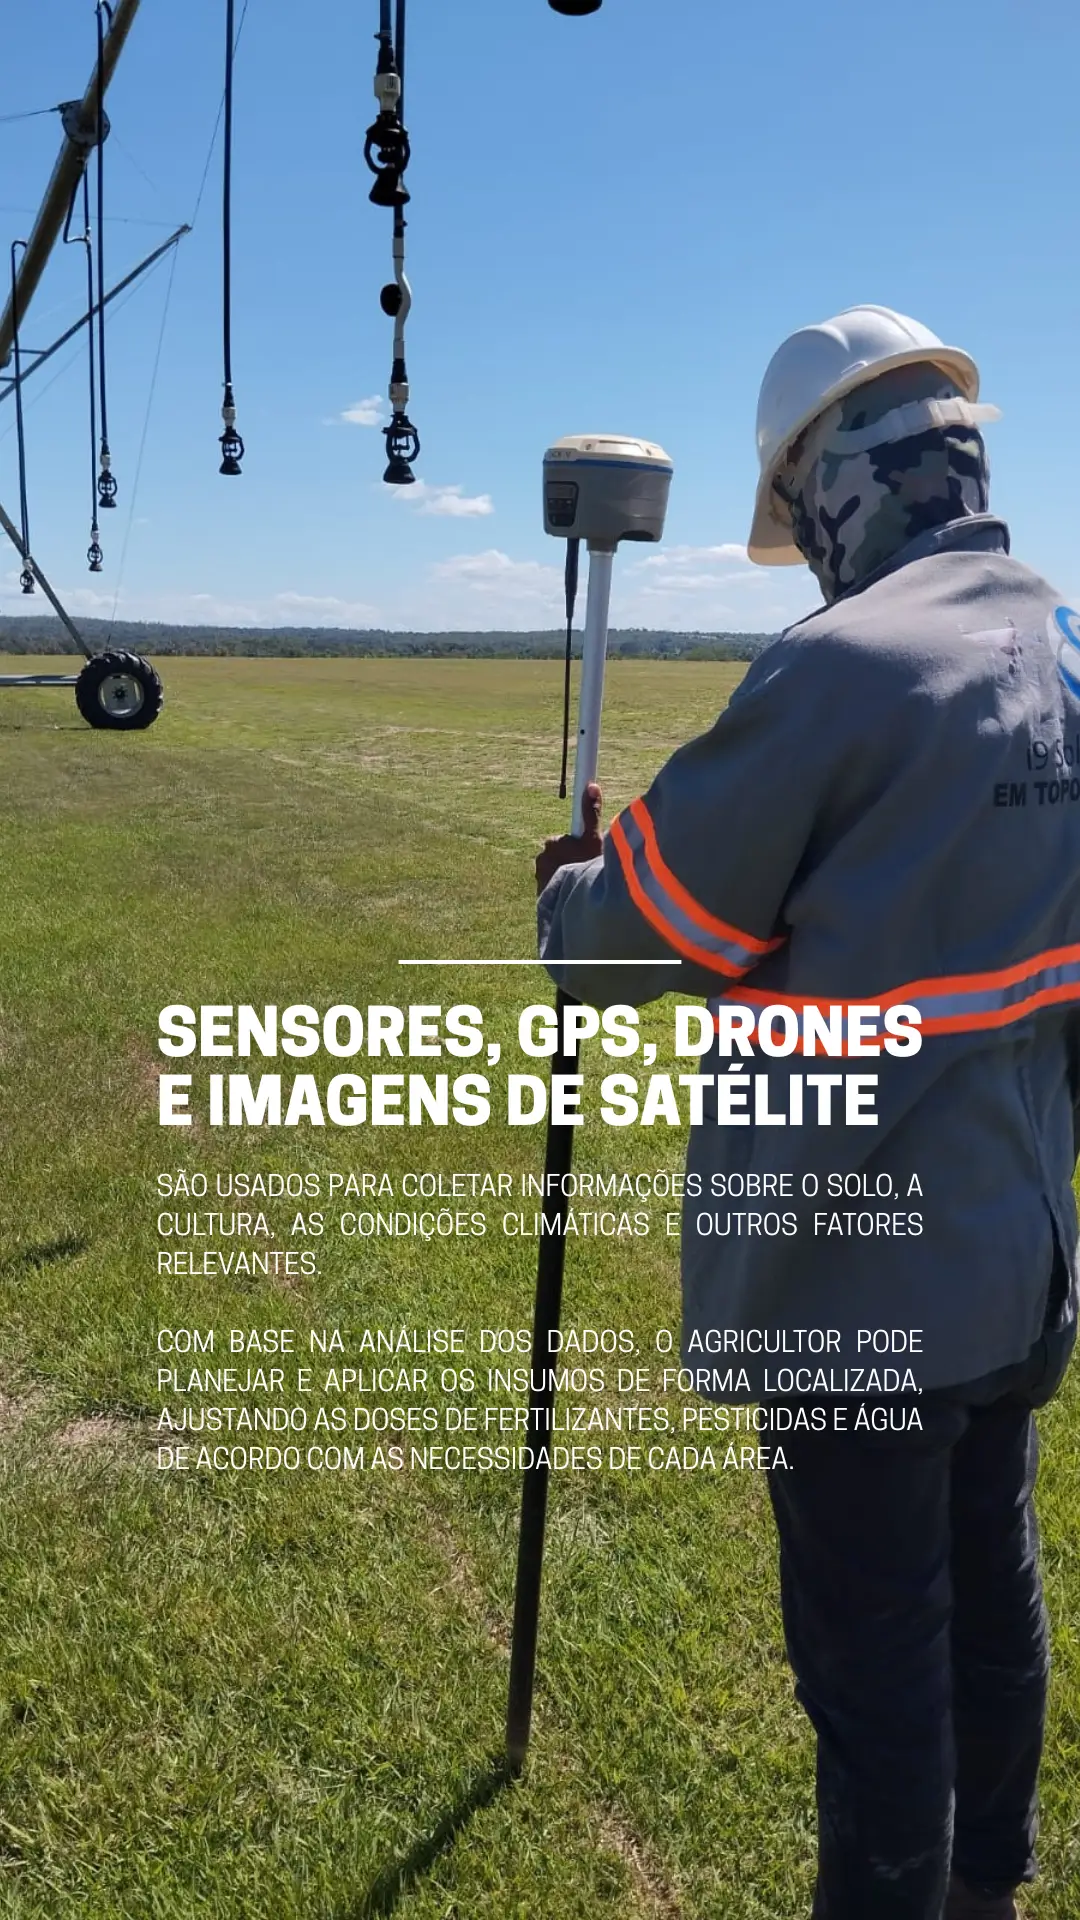 i9 Sol
EM TOPO
SENSORES, GPS, DRONES
E IMAGENS DE SATÉLITE
SÃO USADOS PARA COLETAR INFORMAÇÕES SOBRE O SOLO, A
CULTURA, AS CONDIÇÕES CLIMÁTICAS E OUTROS FATORES
RELEVANTES.
COM BASE NA ANÁLISE DOS DADOS, O AGRICULTOR PODE
PLANEJAR E APLICAR OS INSUMOS DE FORMA LOCALIZADA,
AJUSTANDO AS DOSES DE FERTILIZANTES, PESTICIDAS E ÁGUA
DE ACORDO COM AS NECESSIDADES DE CADA ÁREA.